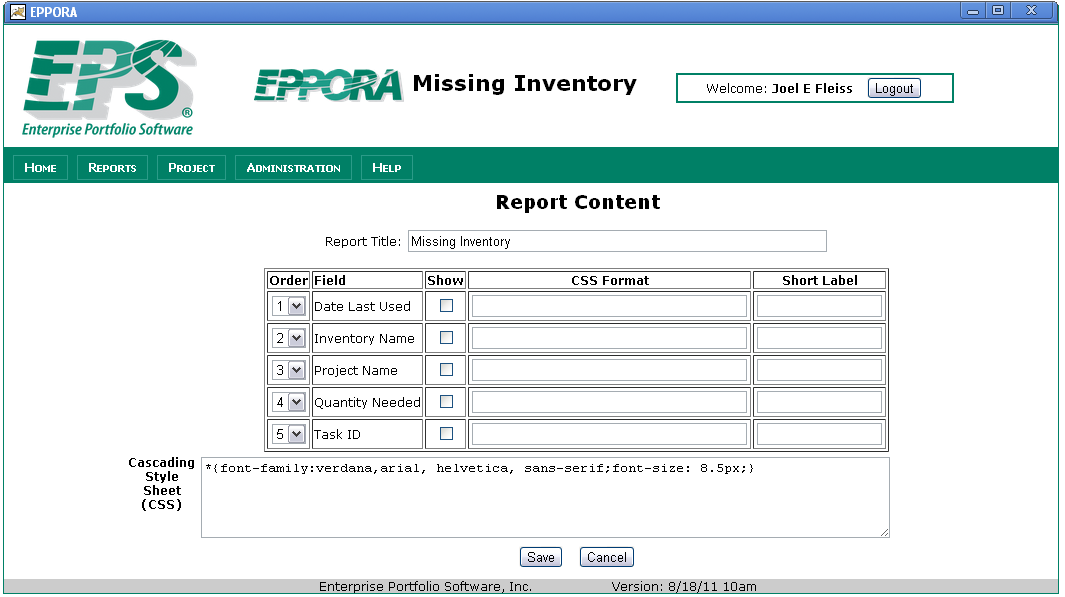 EPPORA
EPS®
Enterprise Portfolio Software
EPPORA Missing Inventory
Welcome: Joel E Fleiss Logout
HOME REPORTS PROJECT ADMINISTRATION HELP
Report Content
Report Title: Missing Inventory
Order Field Show CSS Format Short Label
1 Date Last Used
2 Inventory Name
3 Project Name
4 Quantity Needed
5 Task ID
Cascading
Style
Sheet
(CSS)
*{font-family:verdana,arial, helvetica, sans-serif;font-size: 8.5px;}
Save Cancel
Enterprise Portfolio Software, Inc. Version: 8/18/11 10am